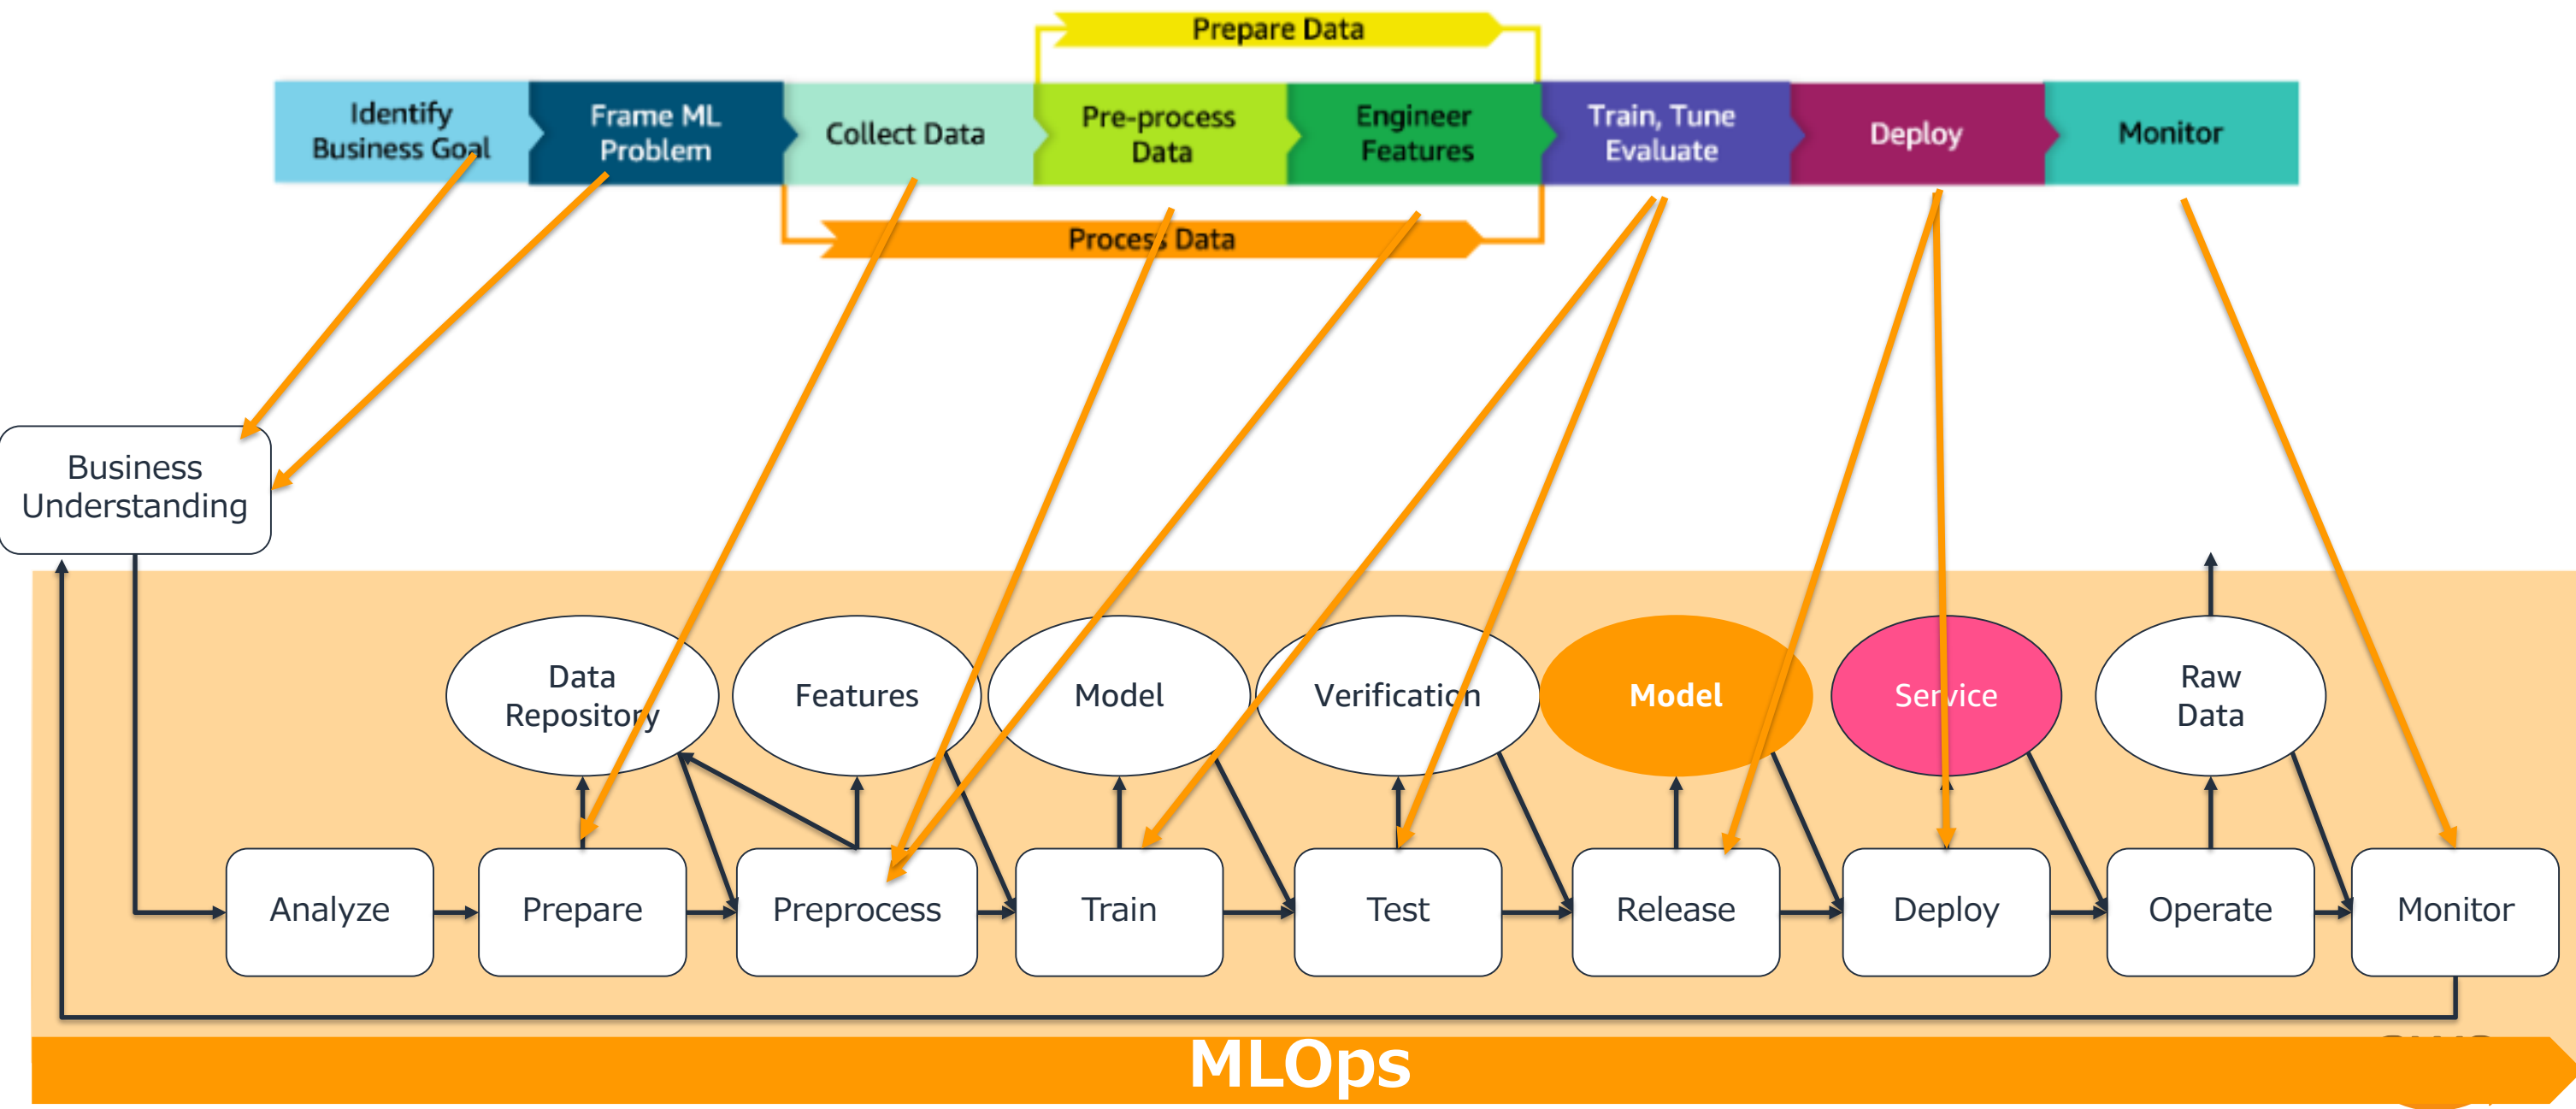 Prepare Data
Identify
Business Goal
Frame ML
Problem
Collect Data
Pre-process
Data
Engineer
Features
Train, Tune
Evaluate
Deploy
Monitor
Process Data
Business
Understanding
Data
Repository
Features
Model
Verification
Model
Service
Raw
Data
Analyze
Prepare
Preprocess
Train
Test
Release
Deploy
Operate
Monitor
MLOps